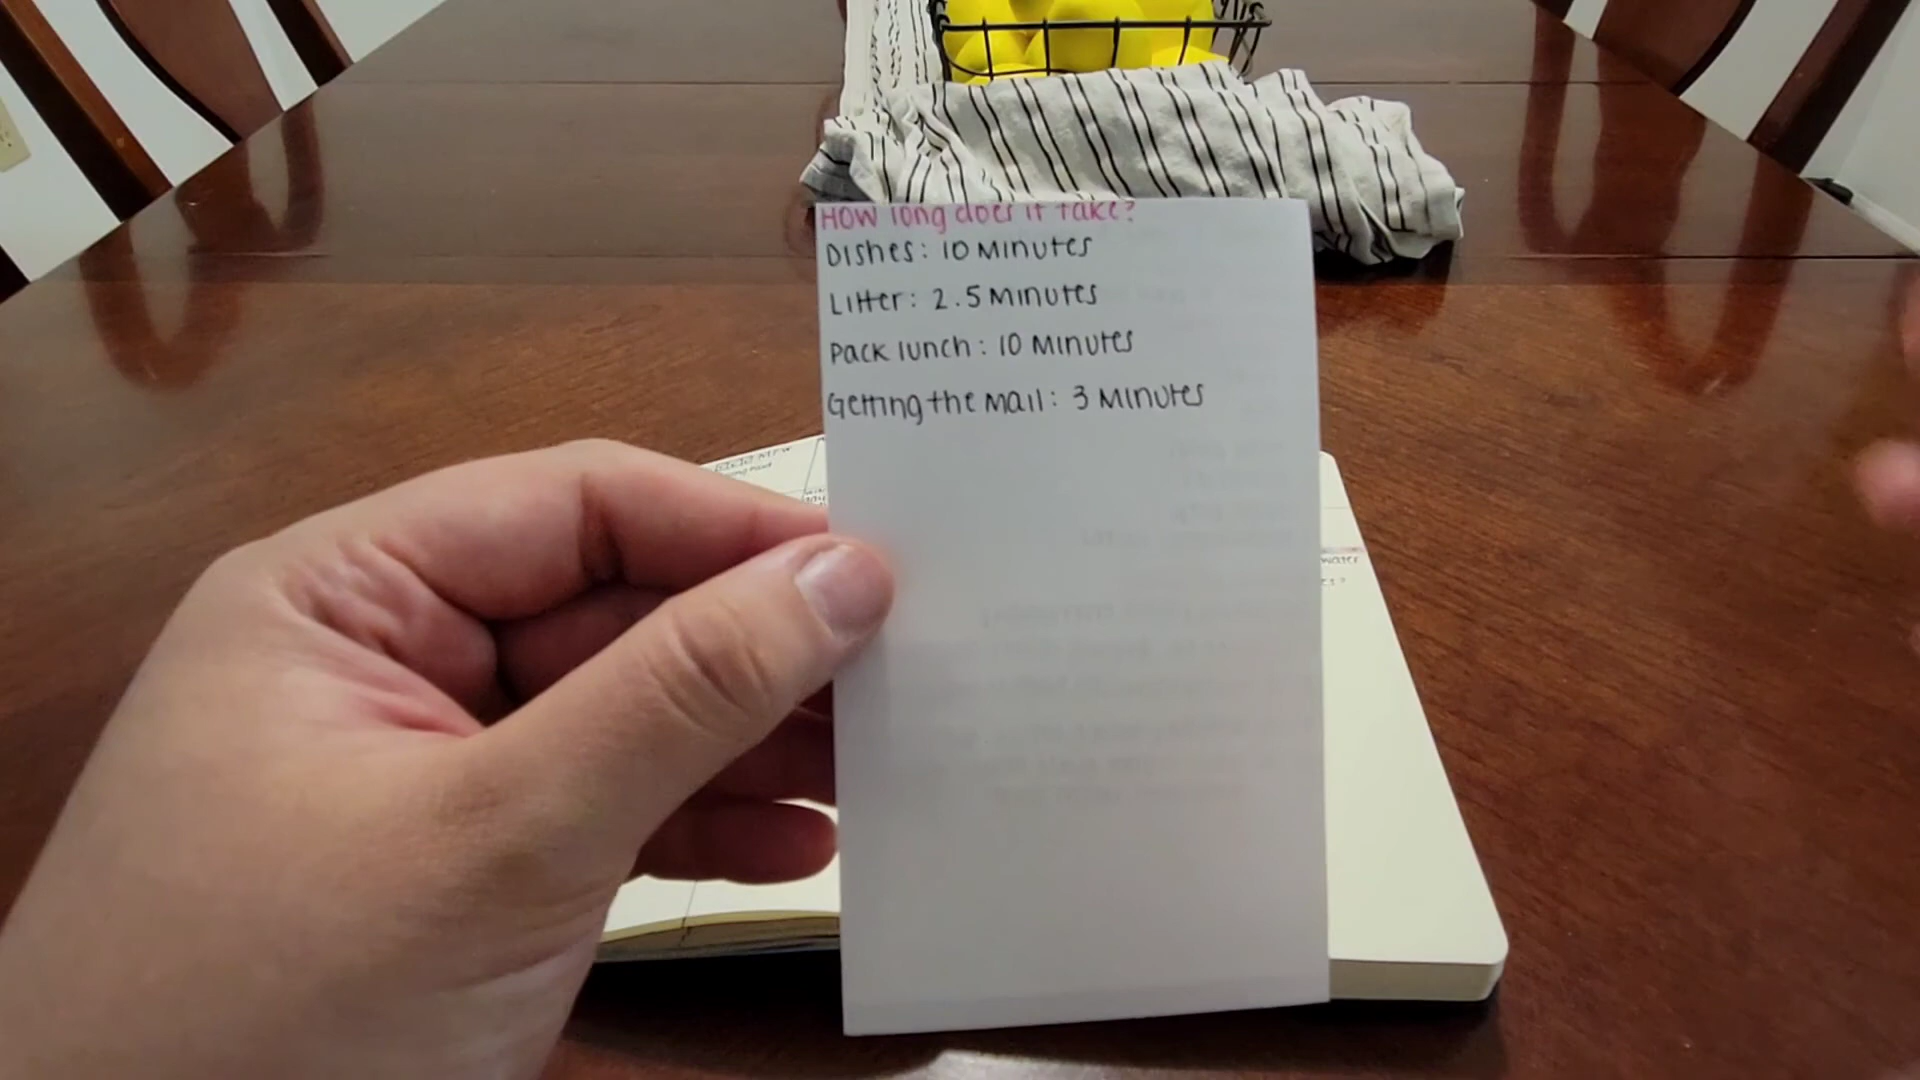 How long does it take?
Dishes: 10 Minutes
Litter: 2.5 Minutes
Pack lunch: 10 Minutes
Getting the Mail: 3 Minutes
water